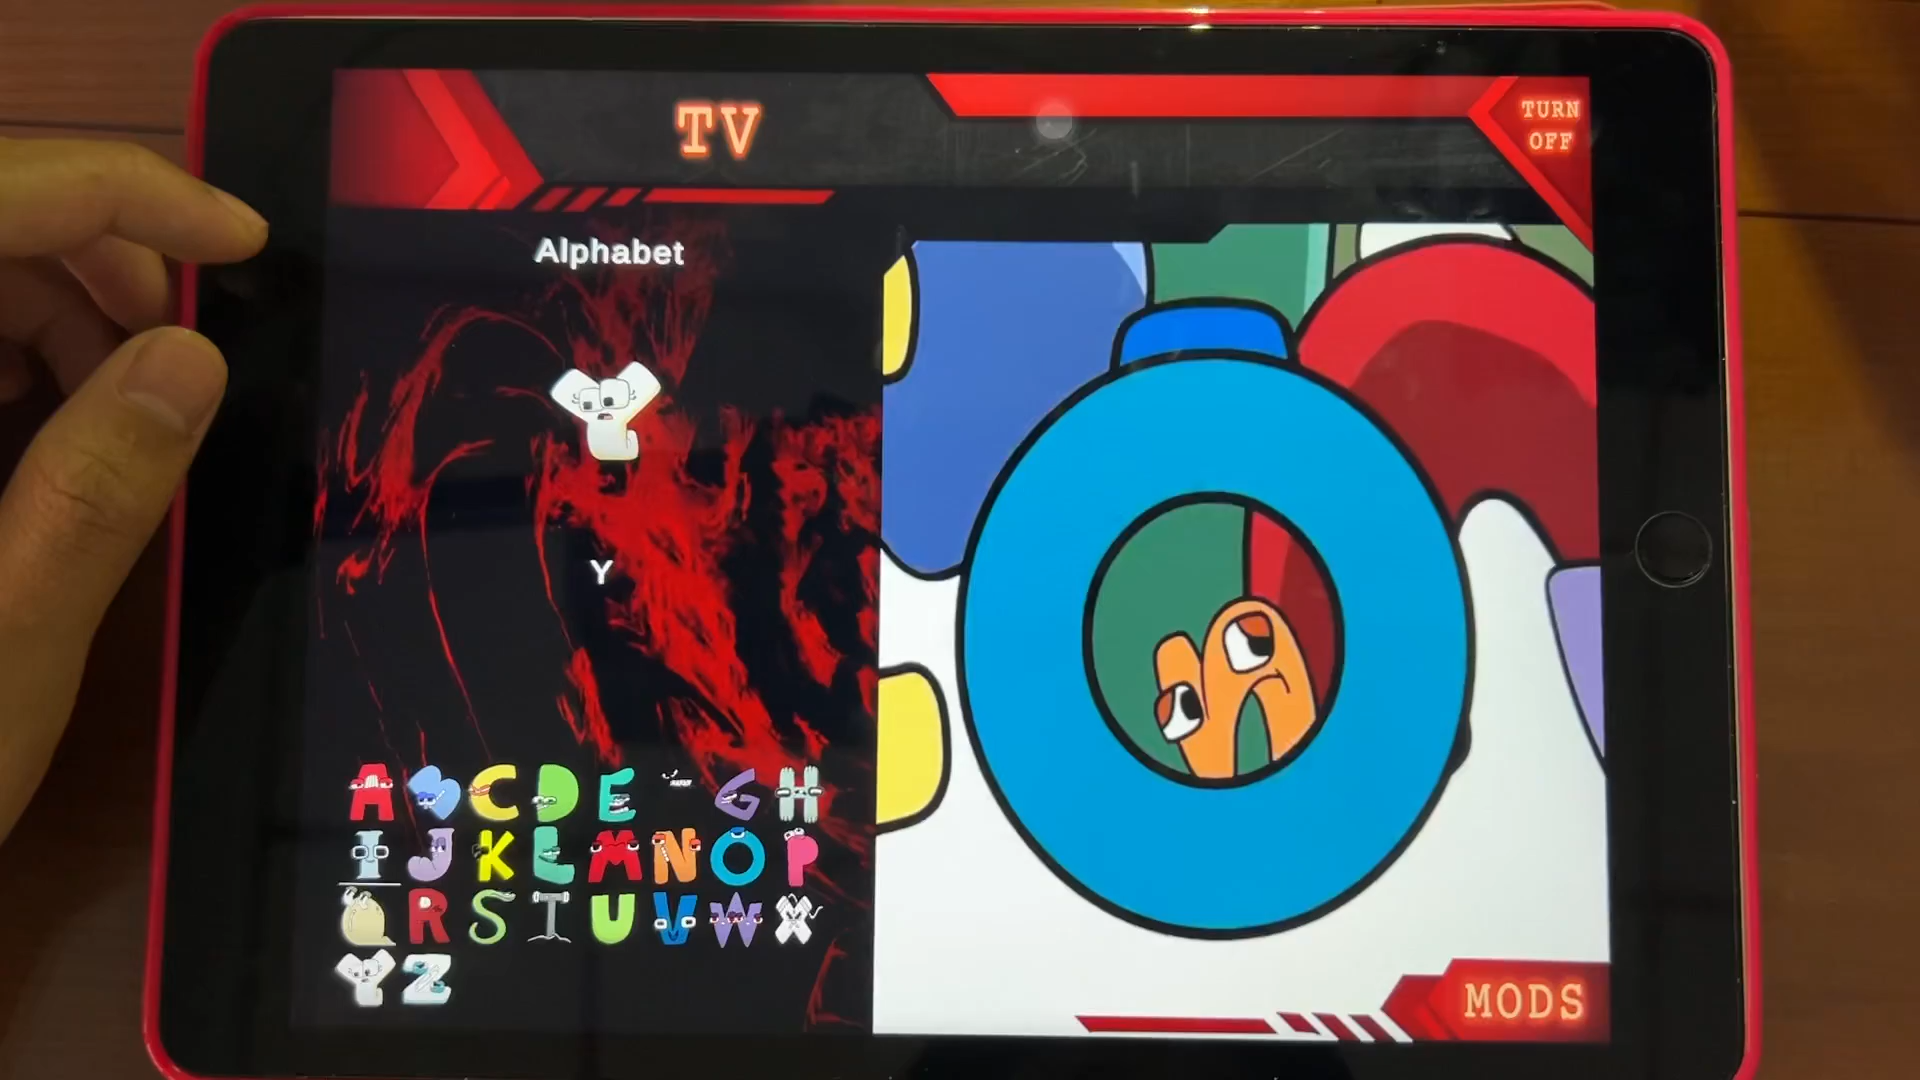 TV
TURN
OFF
Alphabet
Y
A B C D E G H
I J K L M N O P
Q R S T U V W X
Y Z
MODS